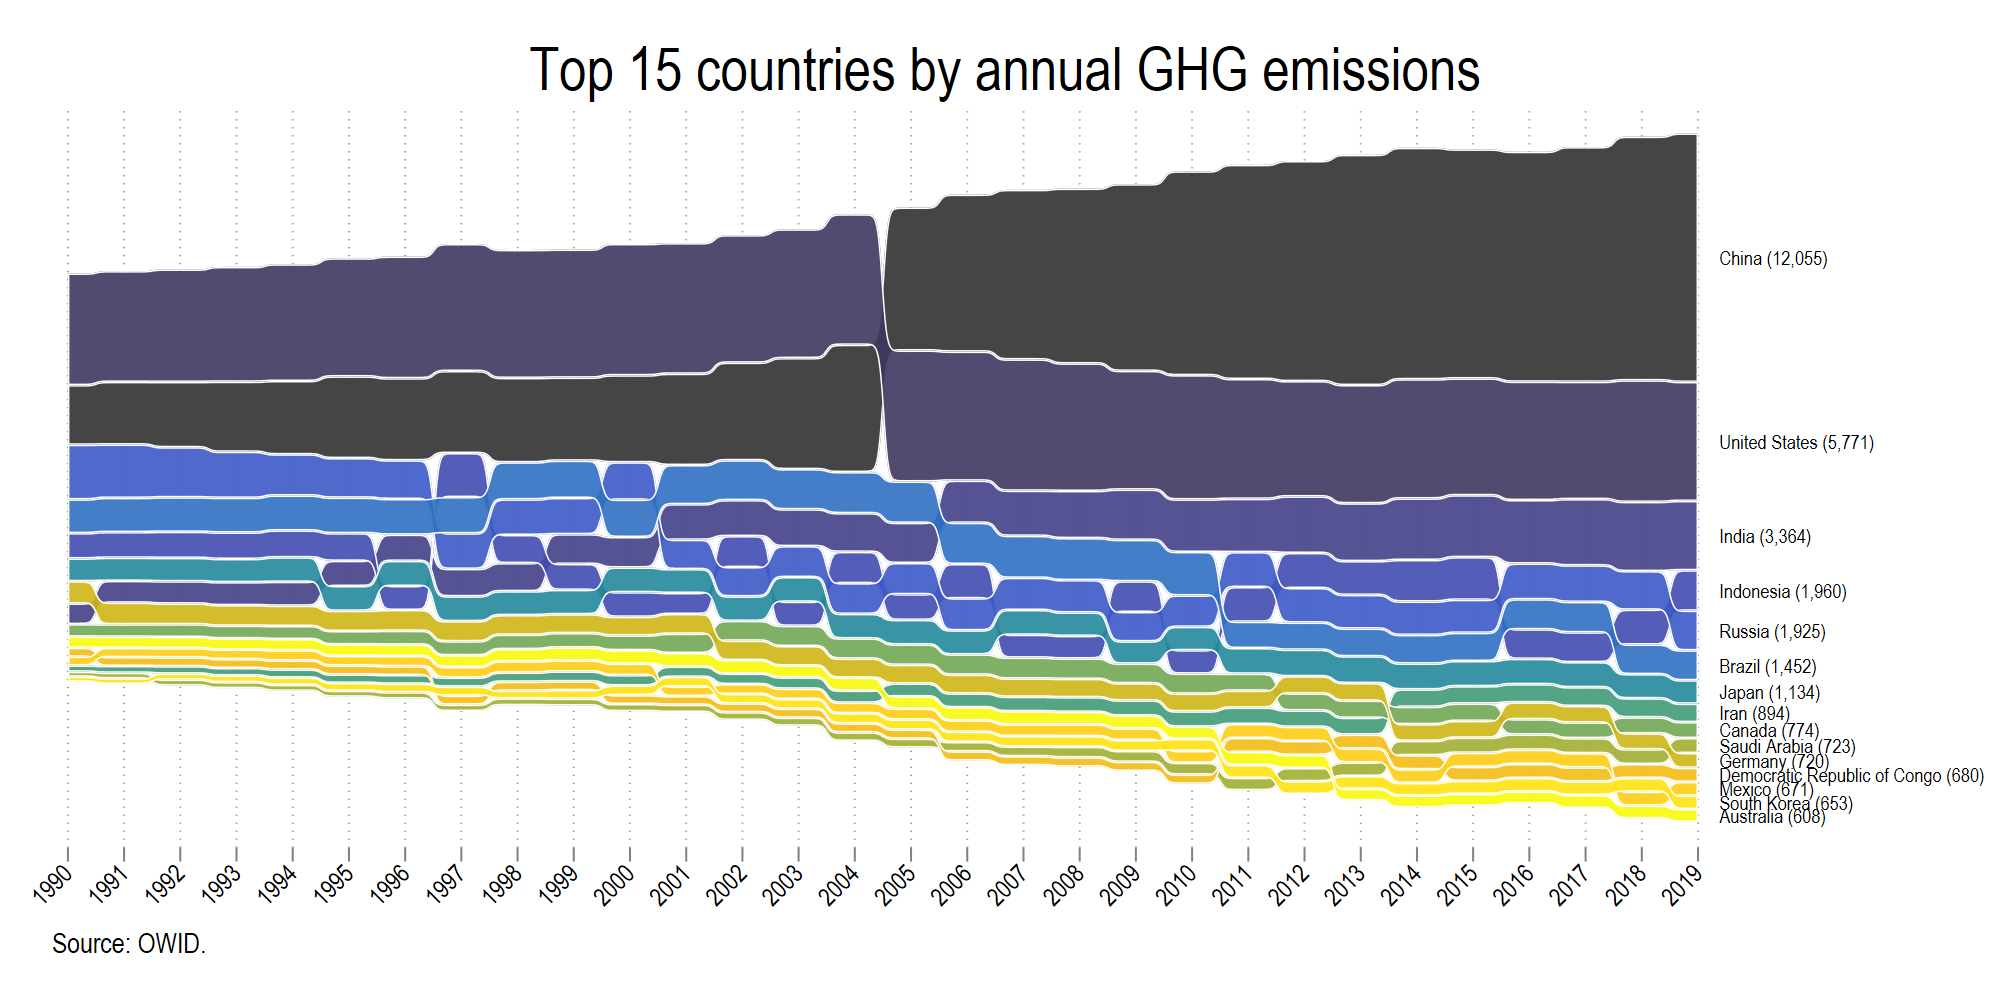 Top 15 countries by annual GHG emissions
China (12,055)
United States (5,771)
India (3,364)
Indonesia (1,960)
Russia (1,925)
Brazil (1,452)
Japan (1,134)
Iran (894)
Canada (774)
Saudi Arabia (723)
Germany (720)
Democratic Republic of Congo (680)
Mexico (671)
South Korea (653)
Australia (608)
1990 1991 1992 1993 1994 1995 1996 1997 1998 1999 2000 2001 2002 2003 2004 2005 2006 2007 2008 2009 2010 2011 2012 2013 2014 2015 2016 2017 2018 2019
Source: OWID.